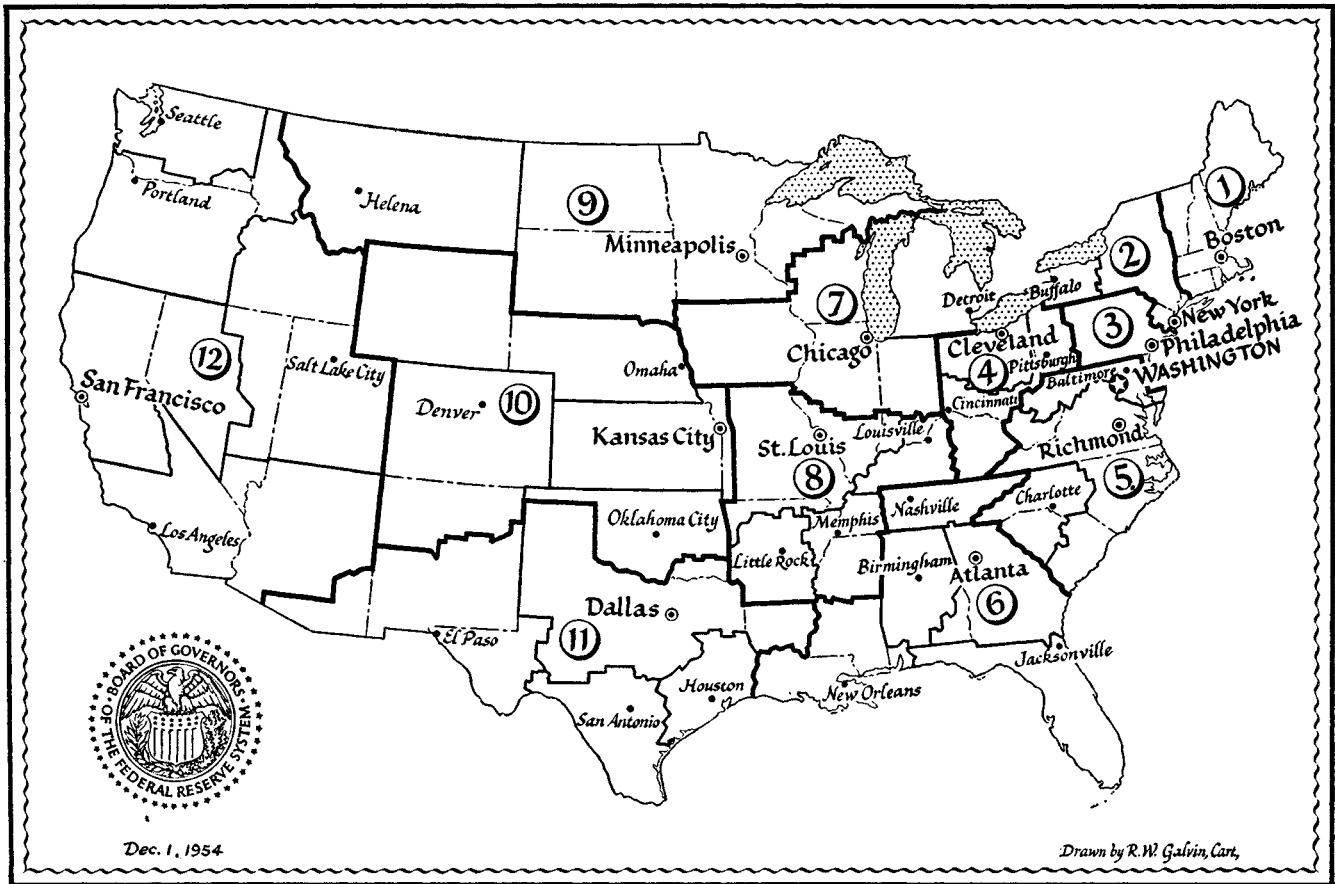 Seattle
Portland
Helena
9
Minneapolis
1
Boston
2
Buffalo
Detroit
7
Chicago
New York
3
Philadelphia
WASHINGTON
Cleveland
4
Pittsburgh
Baltimore
Cincinnati
12
San Francisco
Salt Lake City
Omaha
Denver
10
Kansas City
St. Louis
8
Louisville
Richmond
5
Los Angeles
Oklahoma City
Little Rock
Memphis
Nashville
Charlotte
Birmingham
Atlanta
6
Dallas
11
El Paso
Houston
San Antonio
New Orleans
Jacksonville
BOARD OF GOVERNORS
OF THE FEDERAL RESERVE SYSTEM
Dec. 1, 1954
Drawn by R.W. Galvin, Cart,